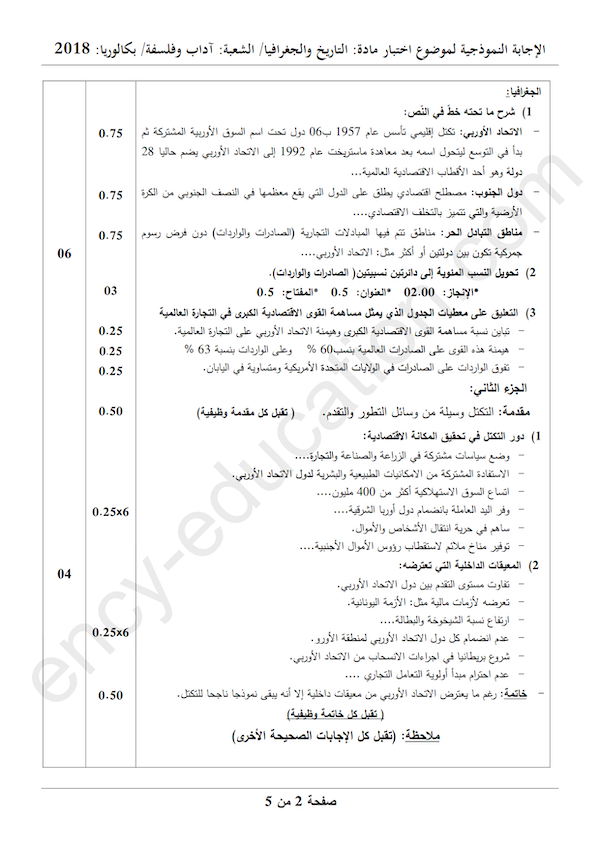 الإجابة النموذجية لموضوع اختبار مادة: التاريخ والجغرافيا/ الشعبة: آداب وفلسفة/ بكالوريا: 2018
الجغرافيا:
1) شرح ما تحته خطّ في النّص:
– الاتحاد الأوربي: تكتل إقليمي تأسس عام 1957 ب06 دول تحت اسم السوق الأوربية المشتركة ثم 0.75
بدأ في التوسع ليتحول اسمه بعد معاهدة ماستريخت عام 1992 إلى الاتحاد الأوربي يضم حاليا 28
دولة وهو أحد الأقطاب الاقتصادية العالمية...
– دول الجنوب: مصطلح اقتصادي يطلق على الدول التي يقع معظمها في النصف الجنوبي من الكرة 0.75
الأرضية والتي تتميز بالتخلف الاقتصادي....
– مناطق التبادل الحر: مناطق تتم فيها المبادلات التجارية (الصادرات والواردات) دون فرض رسوم 0.75
جمركية تكون بين دولتين أو أكثر مثل: الاتحاد الأوربي.... 06
2) تحويل النسب المئوية إلى دائرتين نسبيتين( الصادرات والواردات).
*الإنجاز: 02.00 *العنوان: 0.5 *المفتاح: 0.5 03
3) التعليق على معطيات الجدول الذي يمثل مساهمة القوى الاقتصادية الكبرى في التجارة العالمية
– تباين نسبة مساهمة القوى الاقتصادية الكبرى وهيمنة الاتحاد الأوربي على التجارة العالمية. 0.25
– هيمنة هذه القوى على الصادرات العالمية بنسب60 % وعلى الواردات بنسبة 63 % 0.25
– تفوق الواردات على الصادرات في الولايات المتحدة الأمريكية ومتساوية في اليابان. 0.25
الجزء الثاني:
مقدمة: التكتل وسيلة من وسائل التطور والتقدم. ( تقبل كل مقدمة وظيفية) 0.50
1) دور التكتل في تحقيق المكانة الاقتصادية:
– وضع سياسات مشتركة في الزراعة والصناعة والتجارة....
– الاستفادة المشتركة من الامكانيات الطبيعية والبشرية لدول الاتحاد الأوربي.
– اتساع السوق الاستهلاكية أكثر من 400 مليون....
– وفر اليد العاملة بانضمام دول أوربا الشرقية.... 0.25x6
– ساهم في حرية انتقال الأشخاص والأموال.
– توفير مناخ ملائم لاستقطاب رؤوس الأموال الأجنبية....
2) المعيقات الداخلية التي تعترضه: 04
– تفاوت مستوى التقدم بين دول الاتحاد الأوربي.
– تعرضه لأزمات مالية مثل: الأزمة اليونانية.
– ارتفاع نسبة الشيخوخة والبطالة....
– عدم انضمام كل دول الاتحاد الأوربي لمنطقة الأورو. 0.25x6
– شروع بريطانيا في اجراءات الانسحاب من الاتحاد الأوربي.
– عدم احترام مبدأ أولوية التعامل التجاري ....
– خاتمة: رغم ما يعترض الاتحاد الأوربي من معيقات داخلية إلا أنه يبقى نموذجا ناجحا للتكتل. 0.50
( تقبل كل خاتمة وظيفية)
ملاحظة: (تقبل كل الإجابات الصحيحة الأخرى)
صفحة 2 من 5
ency-education.com